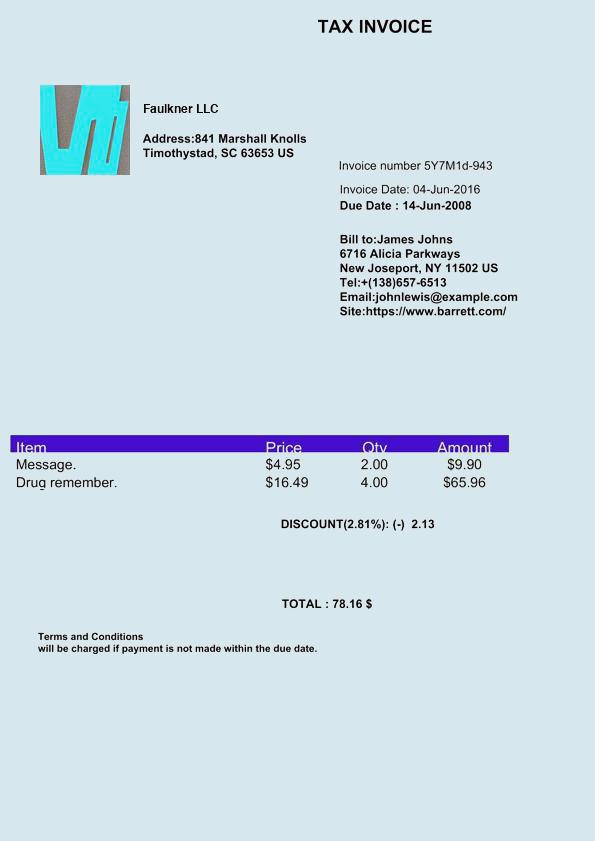 TAX INVOICE
Faulkner LLC
Address:841 Marshall Knolls
Timothystad, SC 63653 US
Invoice number 5Y7M1d-943
Invoice Date: 04-Jun-2016
Due Date : 14-Jun-2008
Bill to:James Johns
6716 Alicia Parkways
New Joseport, NY 11502 US
Tel:+(138)657-6513
Email:johnlewis@example.com
Site:https://www.barrett.com/
Item Price Qty Amount
Message. $4.95 2.00 $9.90
Drug remember. $16.49 4.00 $65.96
DISCOUNT(2.81%): (-) 2.13
TOTAL : 78.16 $
Terms and Conditions
will be charged if payment is not made within the due date.